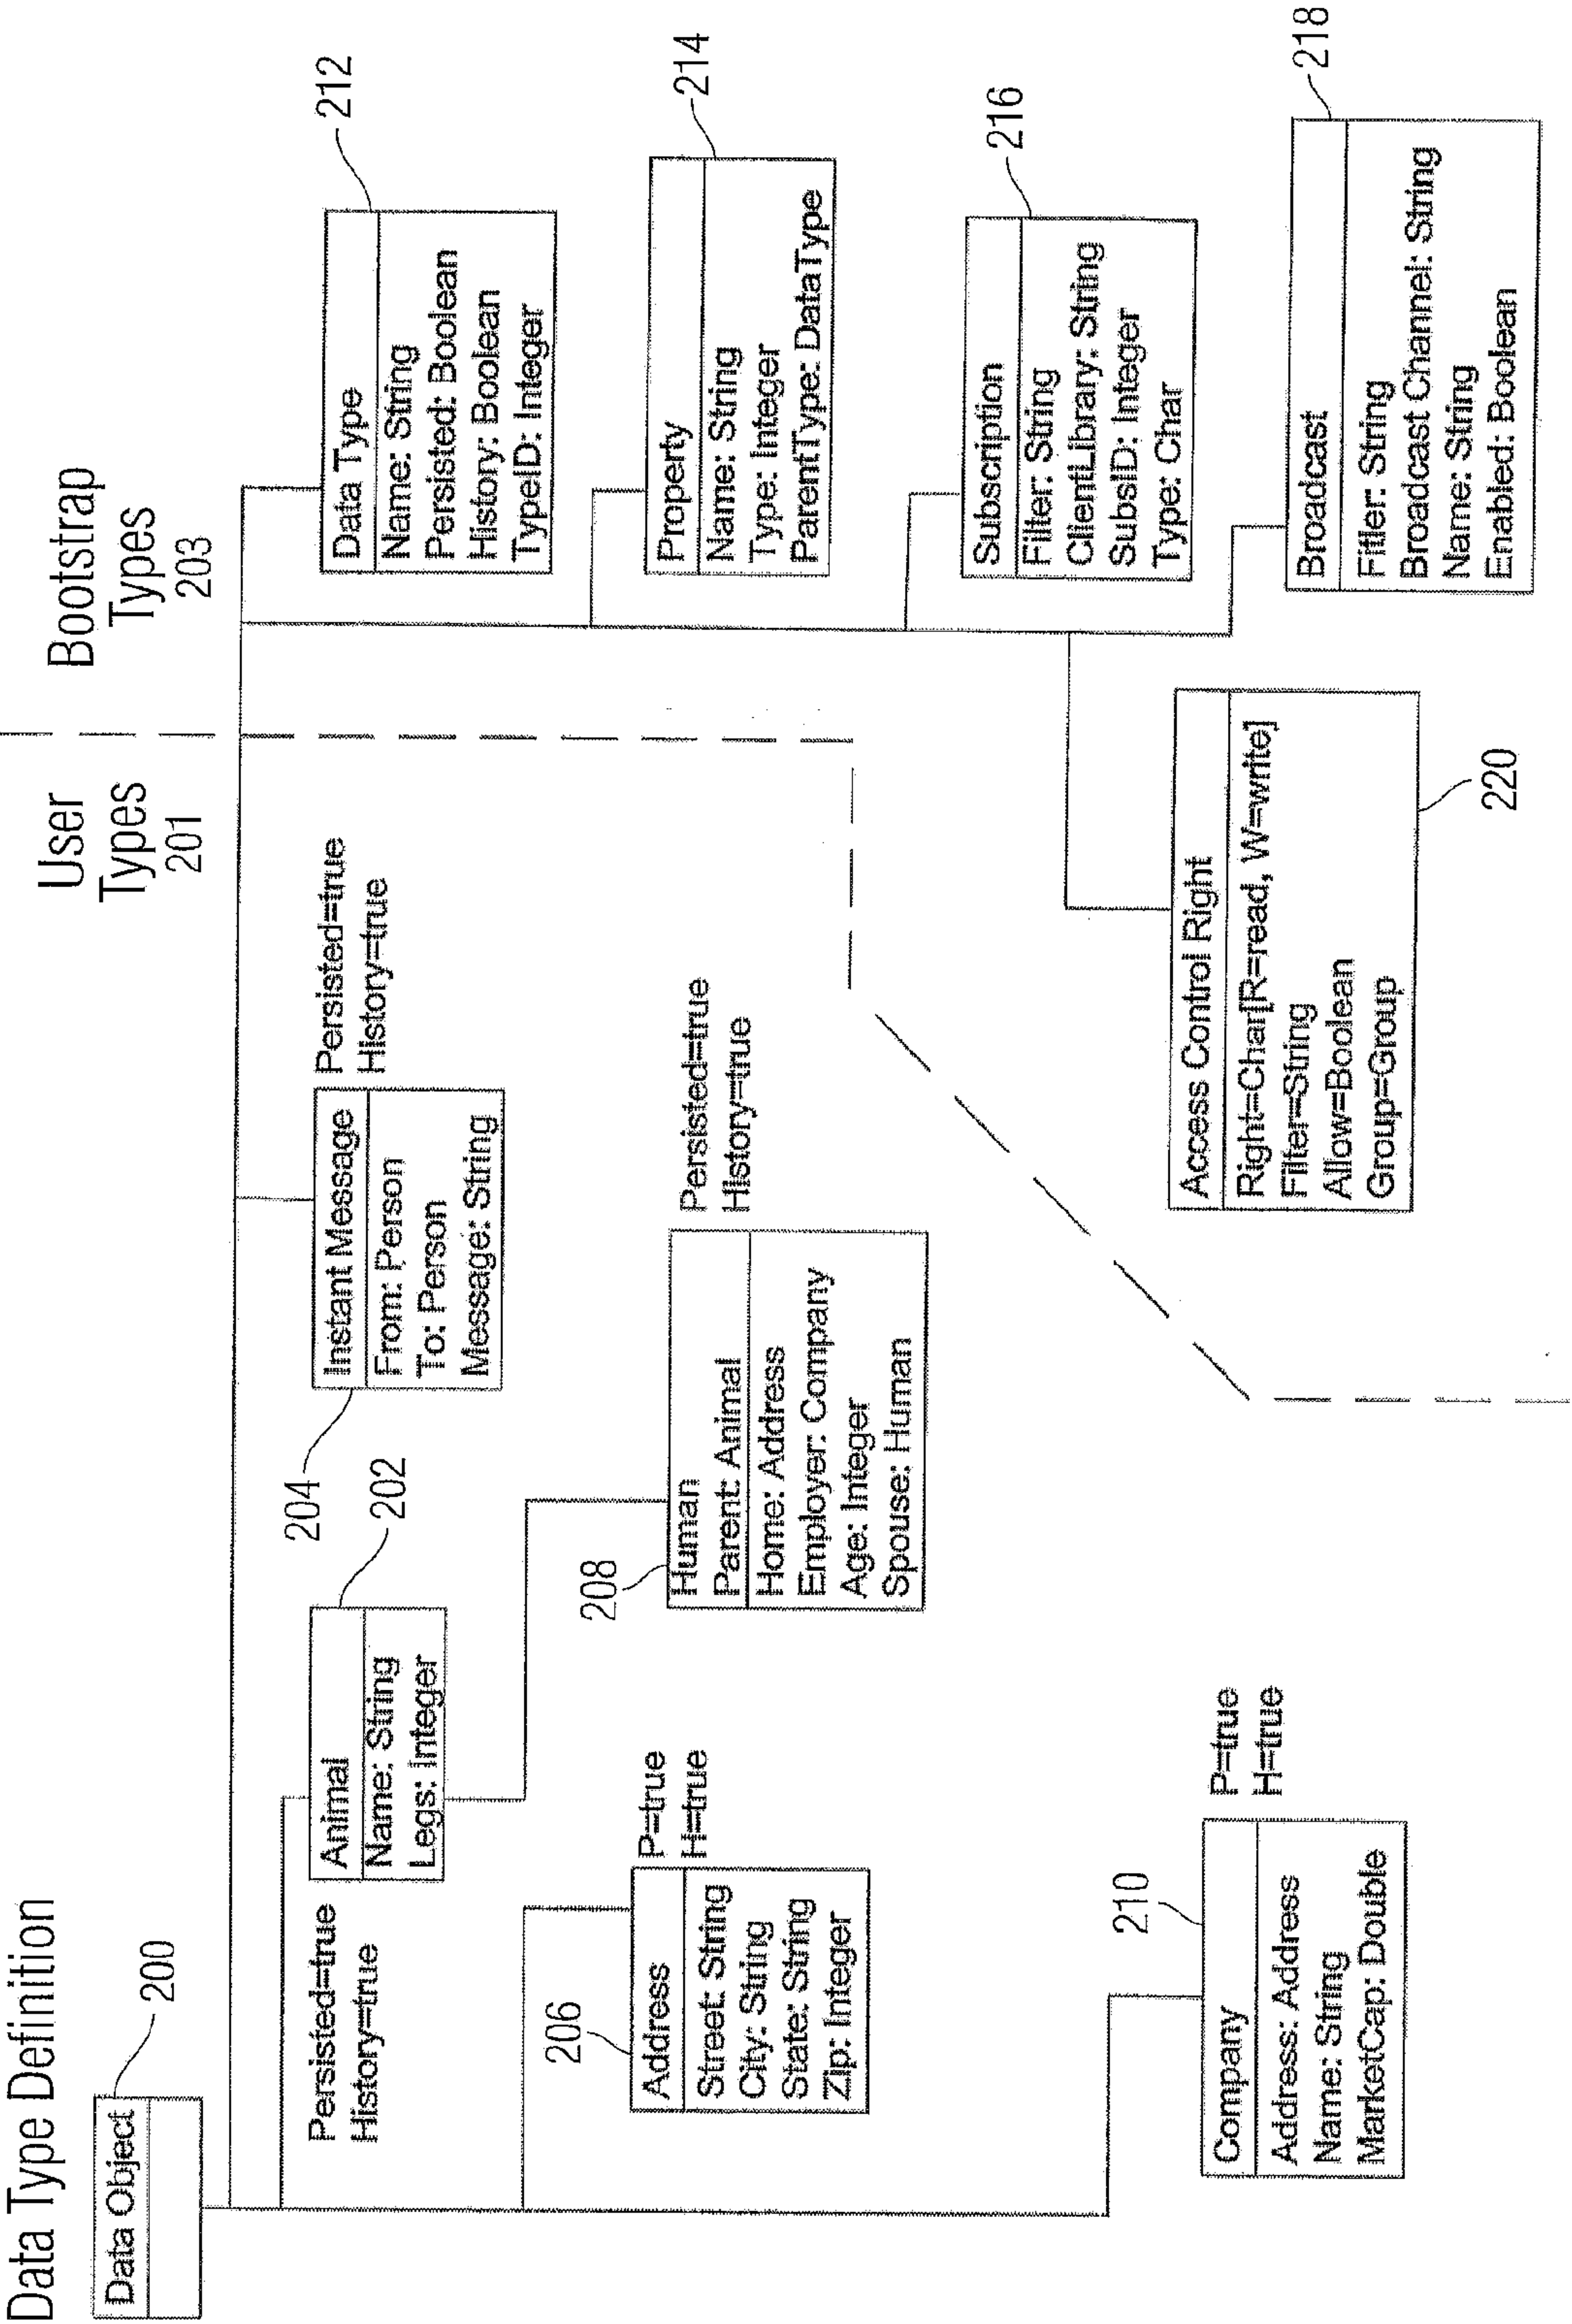 Data Type Definition
User
Types
201
Bootstrap
Types
203
Data Object
200
Persisted=true
History=true
Animal
Name: String
Legs: Integer
202
204
Instant Message
From: Person
To: Person
Message: String
Persisted=true
History=true
Data Type
Name: String
Persisted: Boolean
History: Boolean
TypeID: Integer
212
206
Address
Street: String
City: String
State: String
Zip: Integer
P=true
H=true
208
Human
Parent: Animal
Home: Address
Employer: Company
Age: Integer
Spouse: Human
Persisted=true
History=true
Property
Name: String
Type: Integer
ParentType: DataType
214
Subscription
Filter: String
ClientLibrary: String
SubsID: Integer
Type: Char
216
210
Company
Address: Address
Name: String
MarketCap: Double
P=true
H=true
Access Control Right
Right=Char[R=read, W=write]
Filter=String
Allow=Boolean
Group=Group
220
Broadcast
Fitler: String
Broadcast Channel: String
Name: String
Enabled: Boolean
218